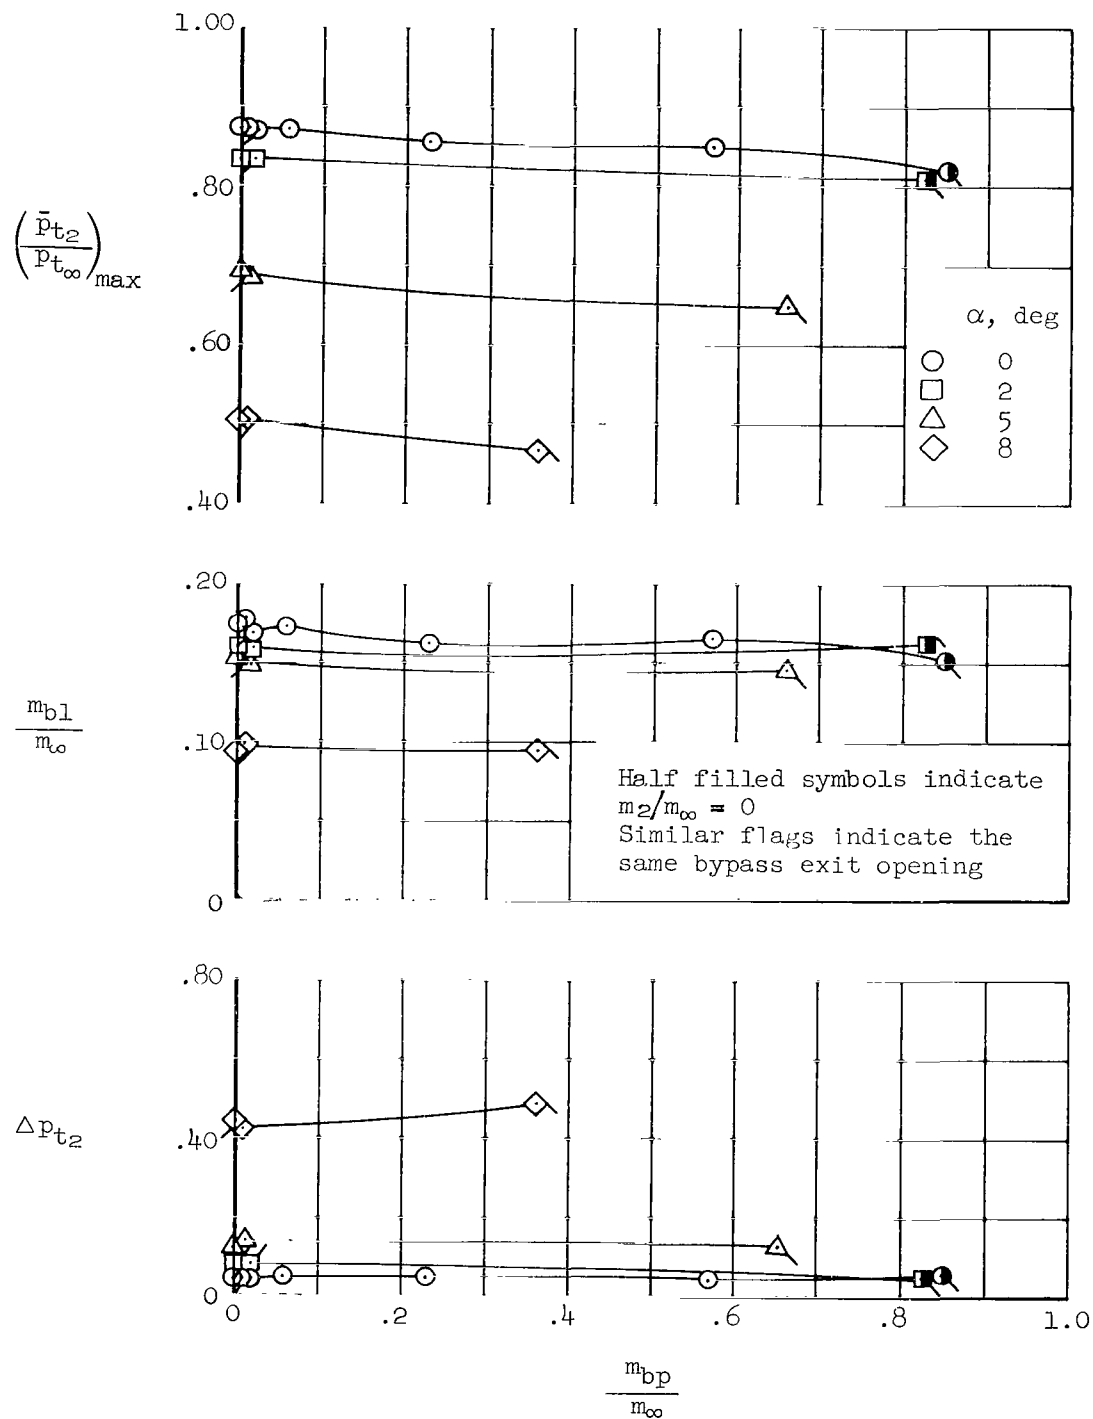 1.00
.80
(p̄t2/pt∞)max
.60
.40
α, deg
0
2
5
8
.20
mbl/m∞
.10
0
Half filled symbols indicate
m2/m∞ = 0
Similar flags indicate the
same bypass exit opening
.80
Δpt2
.40
0
0 .2 .4 .6 .8 1.0
mbp/m∞